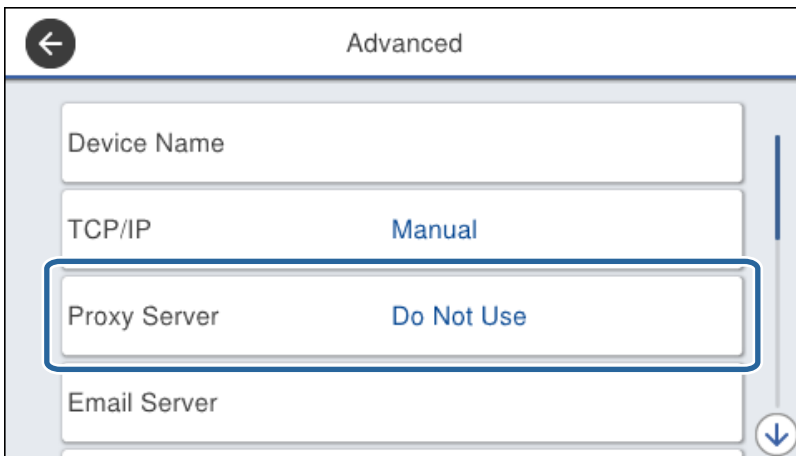 Advanced
Device Name
TCP/IP Manual
Proxy Server Do Not Use
Email Server